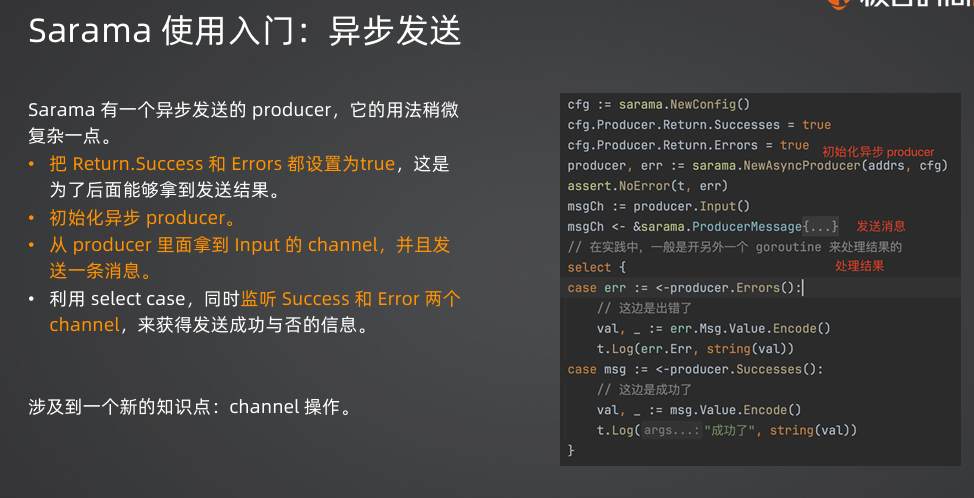 Sarama 使用入门：异步发送
Sarama 有一个异步发送的 producer，它的用法稍微
复杂一点。
• 把 Return.Success 和 Errors 都设置为true，这是
为了后面能够拿到发送结果。
• 初始化异步 producer。
• 从 producer 里面拿到 Input 的 channel，并且发
送一条消息。
• 利用 select case，同时监听 Success 和 Error 两个
channel，来获得发送成功与否的信息。
涉及到一个新的知识点：channel 操作。
cfg := sarama.NewConfig()
cfg.Producer.Return.Successes = true
cfg.Producer.Return.Errors = true
初始化异步 producer
producer, err := sarama.NewAsyncProducer(addrs, cfg)
assert.NoError(t, err)
msgCh := producer.Input()
msgCh <- &sarama.ProducerMessage{...} 发送消息
// 在实践中，一般是开另外一个 goroutine 来处理结果的
select { 处理结果
case err := <-producer.Errors():
// 这边是出错了
val, _ := err.Msg.Value.Encode()
t.Log(err.Err, string(val))
case msg := <-producer.Successes():
// 这边是成功了
val, _ := msg.Value.Encode()
t.Log( args...: "成功了", string(val))
}